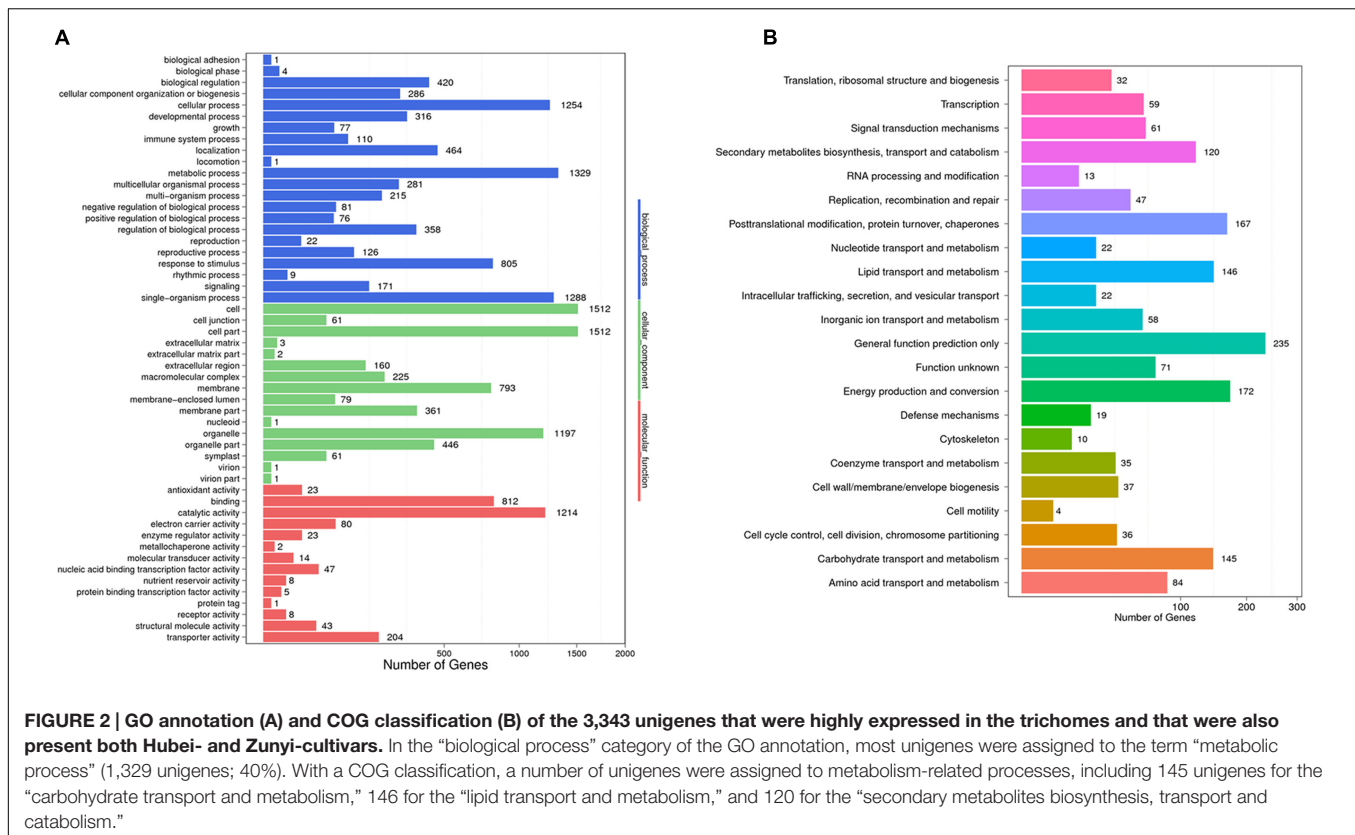 A
biological adhesion 1
biological phase 4
biological regulation 420
cellular component organization or biogenesis 286
cellular process 1254
developmental process 316
growth 77
immune system process 110
localization 464
locomotion 1
metabolic process 1329
multicellular organismal process 281
multi-organism process 215
negative regulation of biological process 81
positive regulation of biological process 76
regulation of biological process 358
reproduction 22
reproductive process 126
response to stimulus 805
rhythmic process 9
signaling 171
single-organism process 1288
cell 1512
cell junction 61
cell part 1512
extracellular matrix 3
extracellular matrix part 2
extracellular region 160
macromolecular complex 225
membrane 793
membrane-enclosed lumen 79
membrane part 361
nucleoid 1
organelle 1197
organelle part 446
symplast 61
virion 1
virion part 1
antioxidant activity 23
binding 812
catalytic activity 1214
electron carrier activity 80
enzyme regulator activity 23
metallochaperone activity 2
molecular transducer activity 14
nucleic acid binding transcription factor activity 47
nutrient reservoir activity 8
protein binding transcription factor activity 5
protein tag 1
receptor activity 8
structural molecule activity 43
transporter activity 204
500 1000 1500 2000
Number of Genes
biological_process
cellular_component
molecular_function
B
Translation, ribosomal structure and biogenesis 32
Transcription 59
Signal transduction mechanisms 61
Secondary metabolites biosynthesis, transport and catabolism 120
RNA processing and modification 13
Replication, recombination and repair 47
Posttranslational modification, protein turnover, chaperones 167
Nucleotide transport and metabolism 22
Lipid transport and metabolism 146
Intracellular trafficking, secretion, and vesicular transport 22
Inorganic ion transport and metabolism 58
General function prediction only 235
Function unknown 71
Energy production and conversion 172
Defense mechanisms 19
Cytoskeleton 10
Coenzyme transport and metabolism 35
Cell wall/membrane/envelope biogenesis 37
Cell motility 4
Cell cycle control, cell division, chromosome partitioning 36
Carbohydrate transport and metabolism 145
Amino acid transport and metabolism 84
100 200 300
Number of Genes
FIGURE 2 | GO annotation (A) and COG classification (B) of the 3,343 unigenes that were highly expressed in the trichomes and that were also
present both Hubei- and Zunyi-cultivars. In the “biological process” category of the GO annotation, most unigenes were assigned to the term “metabolic
process” (1,329 unigenes; 40%). With a COG classification, a number of unigenes were assigned to metabolism-related processes, including 145 unigenes for the
“carbohydrate transport and metabolism,” 146 for the “lipid transport and metabolism,” and 120 for the “secondary metabolites biosynthesis, transport and
catabolism.”